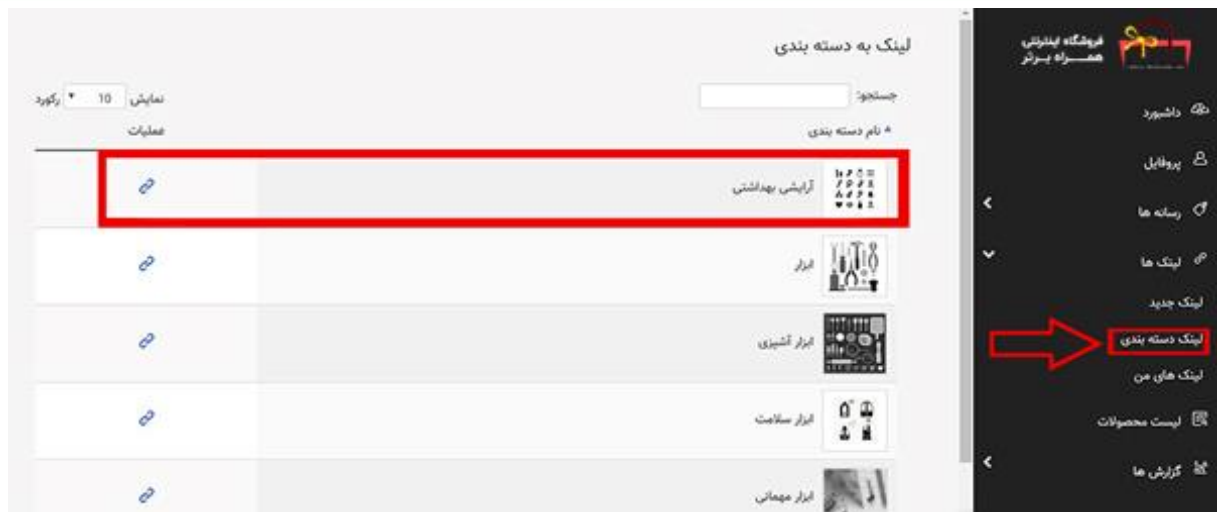 فروشگاه اینترنتی
همـــراه بــرتر
داشبورد
پروفایل
رسانه ها
لینک ها
لینک جدید
لینک دسته بندی
لینک های من
لیست محصولات
گزارش ها
لینک به دسته بندی
جستجو:
نمایش 10 رکورد
نام دسته بندی عملیات
آرایشی بهداشتی
ابزار
ابزار آشپزی
ابزار سلامت
ابزار مهمانی